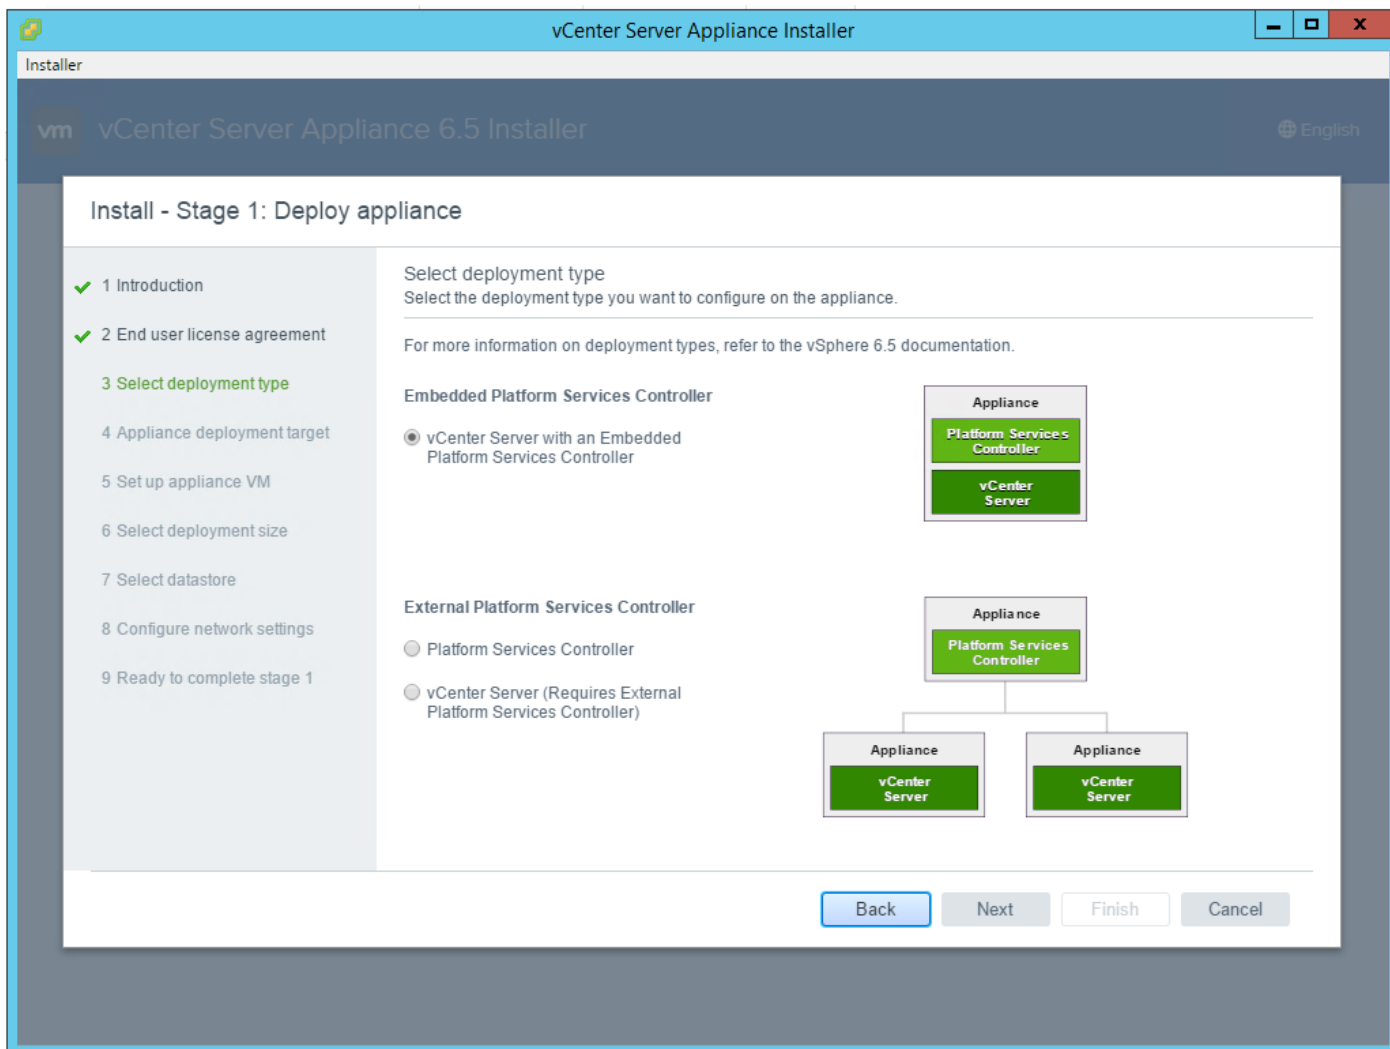 vCenter Server Appliance Installer
X
Installer
vm vCenter Server Appliance 6.5 Installer
English
Install - Stage 1: Deploy appliance
1 Introduction
2 End user license agreement
3 Select deployment type
4 Appliance deployment target
5 Set up appliance VM
6 Select deployment size
7 Select datastore
8 Configure network settings
9 Ready to complete stage 1
Select deployment type
Select the deployment type you want to configure on the appliance.
For more information on deployment types, refer to the vSphere 6.5 documentation.
Embedded Platform Services Controller
vCenter Server with an Embedded
Platform Services Controller
Appliance
Platform Services
Controller
vCenter
Server
External Platform Services Controller
Platform Services Controller
vCenter Server (Requires External
Platform Services Controller)
Appliance
Platform Services
Controller
Appliance
vCenter
Server
Appliance
vCenter
Server
Back
Next
Finish
Cancel